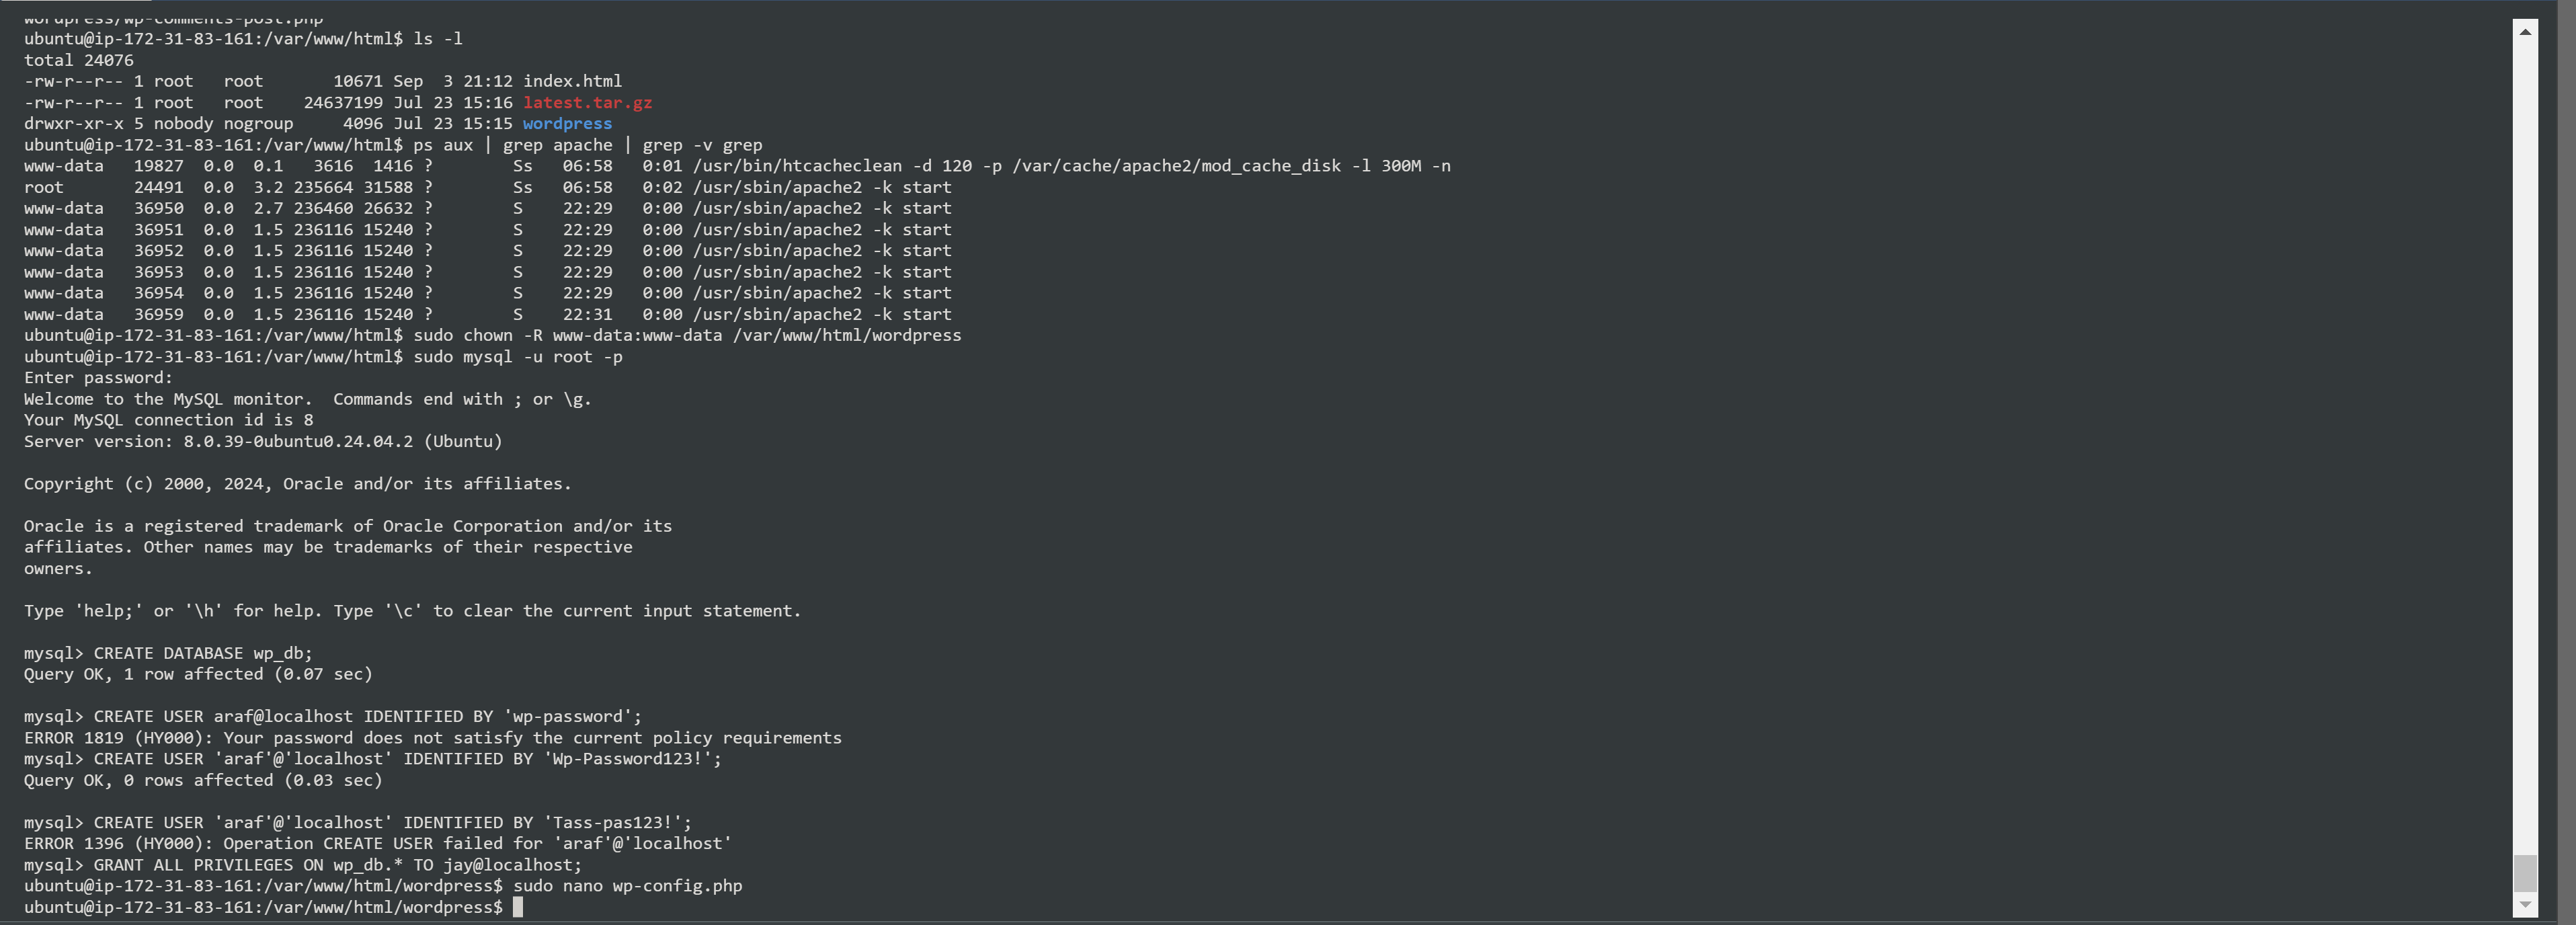 wordpress/wp-comments-post.php
ubuntu@ip-172-31-83-161:/var/www/html$ ls -l
total 24076
-rw-r--r-- 1 root   root       10671 Sep  3 21:12 index.html
-rw-r--r-- 1 root   root    24637199 Jul 23 15:16 latest.tar.gz
drwxr-xr-x 5 nobody nogroup     4096 Jul 23 15:15 wordpress
ubuntu@ip-172-31-83-161:/var/www/html$ ps aux | grep apache | grep -v grep
www-data   19827  0.0  0.1   3616  1416 ?        Ss   06:58   0:01 /usr/bin/htcacheclean -d 120 -p /var/cache/apache2/mod_cache_disk -l 300M -n
root       24491  0.0  3.2 235664 31588 ?        Ss   06:58   0:02 /usr/sbin/apache2 -k start
www-data   36950  0.0  2.7 236460 26632 ?        S    22:29   0:00 /usr/sbin/apache2 -k start
www-data   36951  0.0  1.5 236116 15240 ?        S    22:29   0:00 /usr/sbin/apache2 -k start
www-data   36952  0.0  1.5 236116 15240 ?        S    22:29   0:00 /usr/sbin/apache2 -k start
www-data   36953  0.0  1.5 236116 15240 ?        S    22:29   0:00 /usr/sbin/apache2 -k start
www-data   36954  0.0  1.5 236116 15240 ?        S    22:29   0:00 /usr/sbin/apache2 -k start
www-data   36959  0.0  1.5 236116 15240 ?        S    22:31   0:00 /usr/sbin/apache2 -k start
ubuntu@ip-172-31-83-161:/var/www/html$ sudo chown -R www-data:www-data /var/www/html/wordpress
ubuntu@ip-172-31-83-161:/var/www/html$ sudo mysql -u root -p
Enter password:
Welcome to the MySQL monitor.  Commands end with ; or \g.
Your MySQL connection id is 8
Server version: 8.0.39-0ubuntu0.24.04.2 (Ubuntu)
Copyright (c) 2000, 2024, Oracle and/or its affiliates.
Oracle is a registered trademark of Oracle Corporation and/or its
affiliates. Other names may be trademarks of their respective
owners.
Type 'help;' or '\h' for help. Type '\c' to clear the current input statement.
mysql> CREATE DATABASE wp_db;
Query OK, 1 row affected (0.07 sec)
mysql> CREATE USER araf@localhost IDENTIFIED BY 'wp-password';
ERROR 1819 (HY000): Your password does not satisfy the current policy requirements
mysql> CREATE USER 'araf'@'localhost' IDENTIFIED BY 'Wp-Password123!';
Query OK, 0 rows affected (0.03 sec)
mysql> CREATE USER 'araf'@'localhost' IDENTIFIED BY 'Tass-pas123!';
ERROR 1396 (HY000): Operation CREATE USER failed for 'araf'@'localhost'
mysql> GRANT ALL PRIVILEGES ON wp_db.* TO jay@localhost;
ubuntu@ip-172-31-83-161:/var/www/html/wordpress$ sudo nano wp-config.php
ubuntu@ip-172-31-83-161:/var/www/html/wordpress$